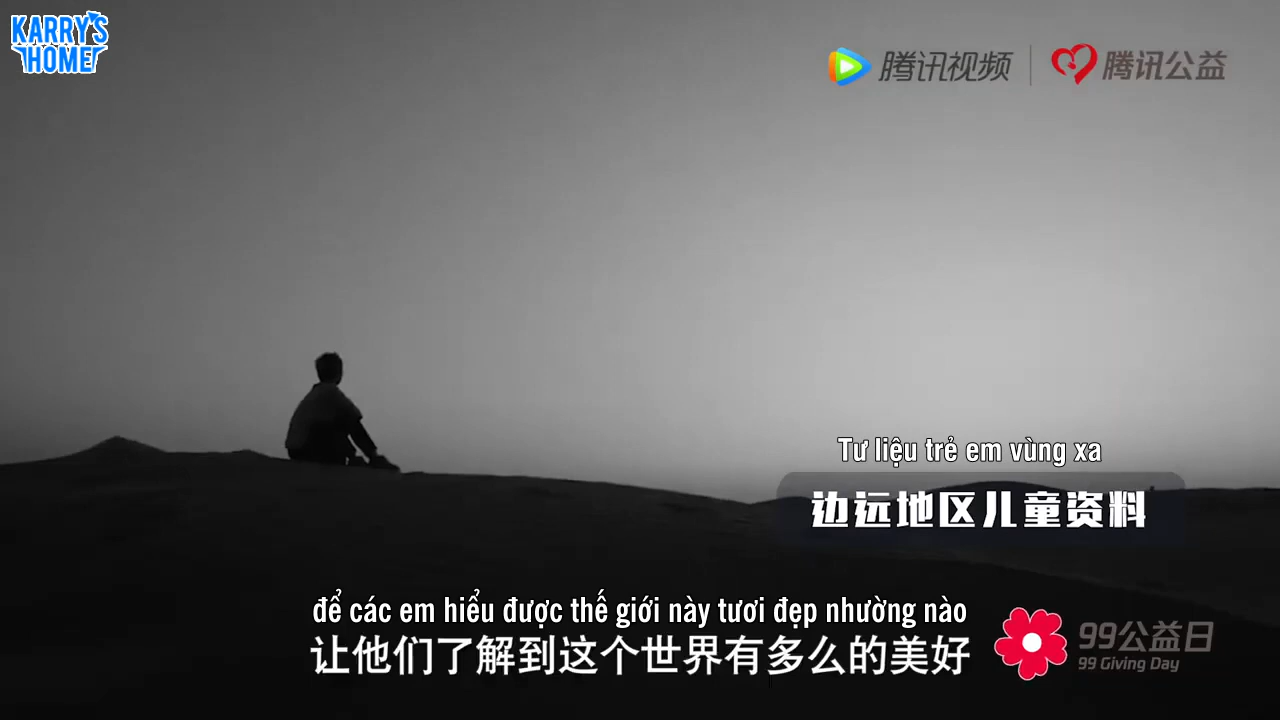 KARRY'S
HOME
腾讯视频
腾讯公益
Tư liệu trẻ em vùng xa
边远地区儿童资料
để các em hiểu được thế giới này tươi đẹp nhường nào
让他们了解到这个世界有多么的美好
99公益日
99 Giving Day